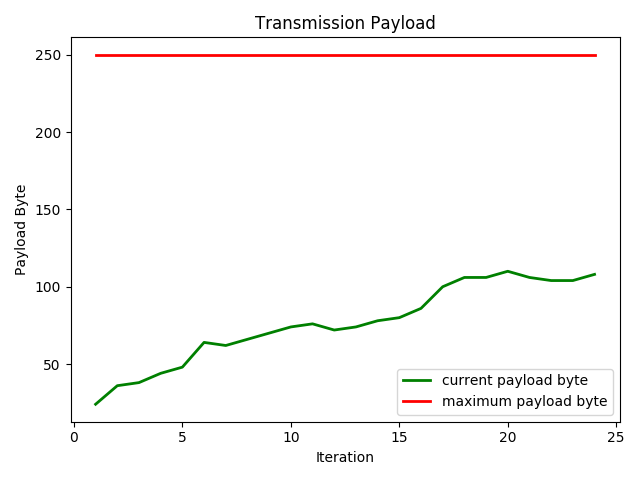 Transmission Payload
Payload Byte
250
200
150
100
50
0
5
10
15
20
25
Iteration
current payload byte
maximum payload byte